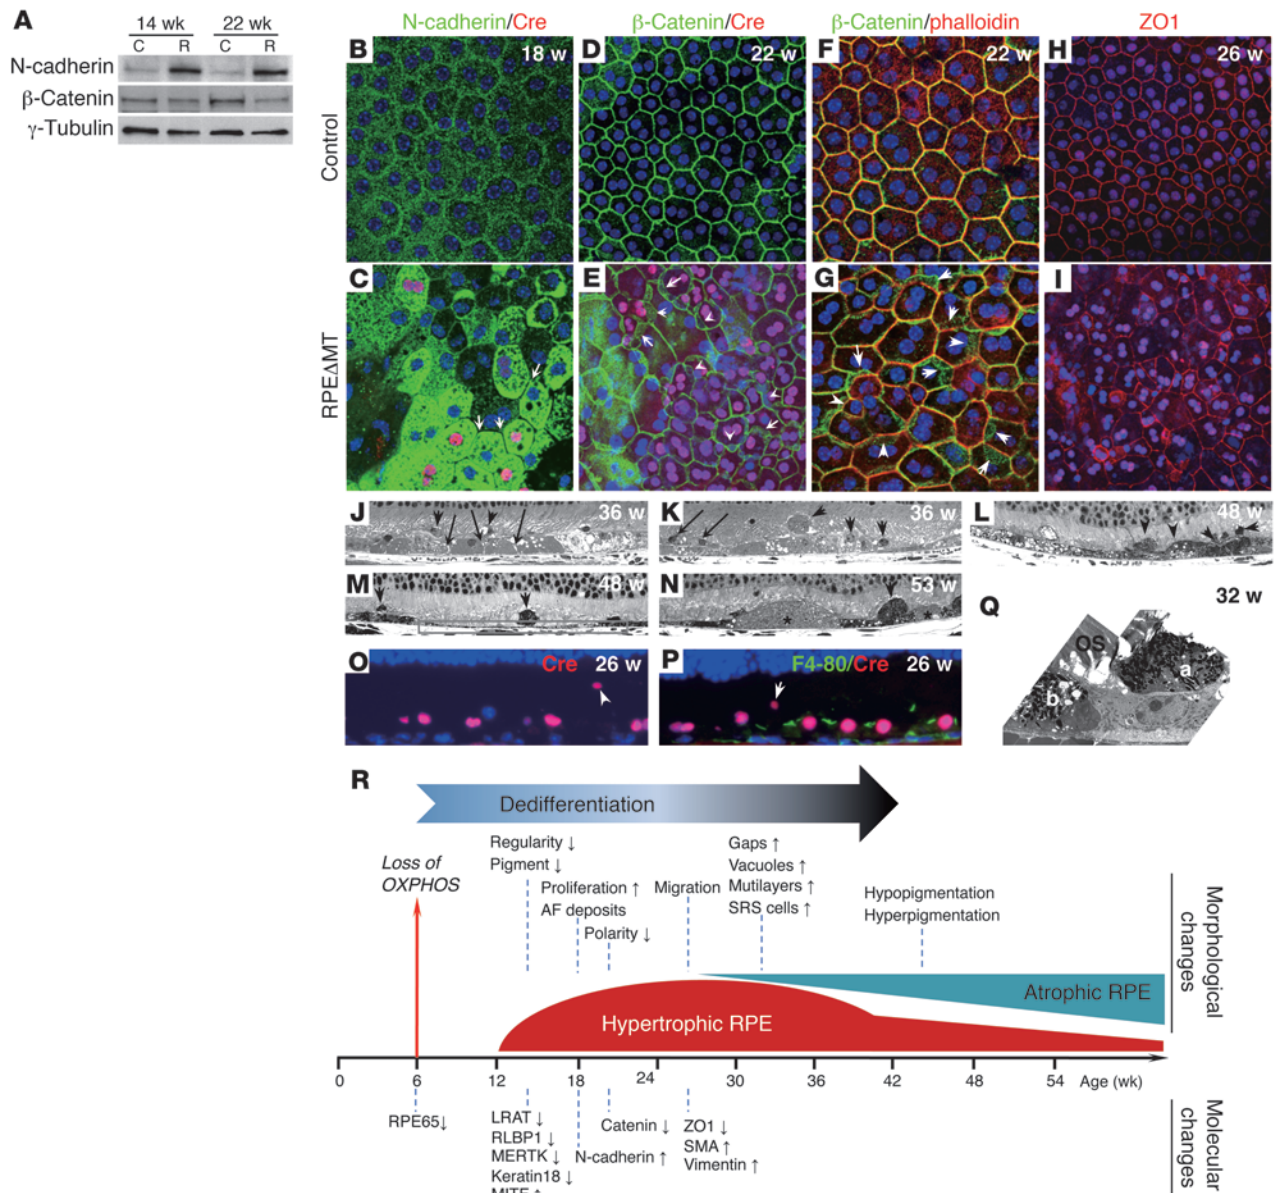 A
14 wk 22 wk
C R C R
N-cadherin
β-Catenin
γ-Tubulin
N-cadherin/Cre
β-Catenin/Cre
β-Catenin/phalloidin
ZO1
Control
RPEΔMT
B 18 w
D 22 w
F 22 w
H 26 w
C
E
G
I
J 36 w
K 36 w
L 48 w
M 48 w
N 53 w
*
*
O Cre 26 w
P F4-80/Cre 26 w
Q 32 w
OS
a
b
R
Dedifferentiation
Loss of
OXPHOS
Regularity ↓
Pigment ↓
Proliferation ↑
AF deposits
Polarity ↓
Migration
Gaps ↑
Vacuoles ↑
Mutilayers ↑
SRS cells ↑
Hypopigmentation
Hyperpigmentation
Morphological
changes
Atrophic RPE
Hypertrophic RPE
0 6 12 18 24 30 36 42 48 54 Age (wk)
RPE65↓
LRAT ↓
RLBP1 ↓
MERTK ↓
Keratin18 ↓
MITF ↑
N-cadherin ↑
Catenin ↓
ZO1 ↓
SMA ↑
Vimentin ↑
Molecular
changes